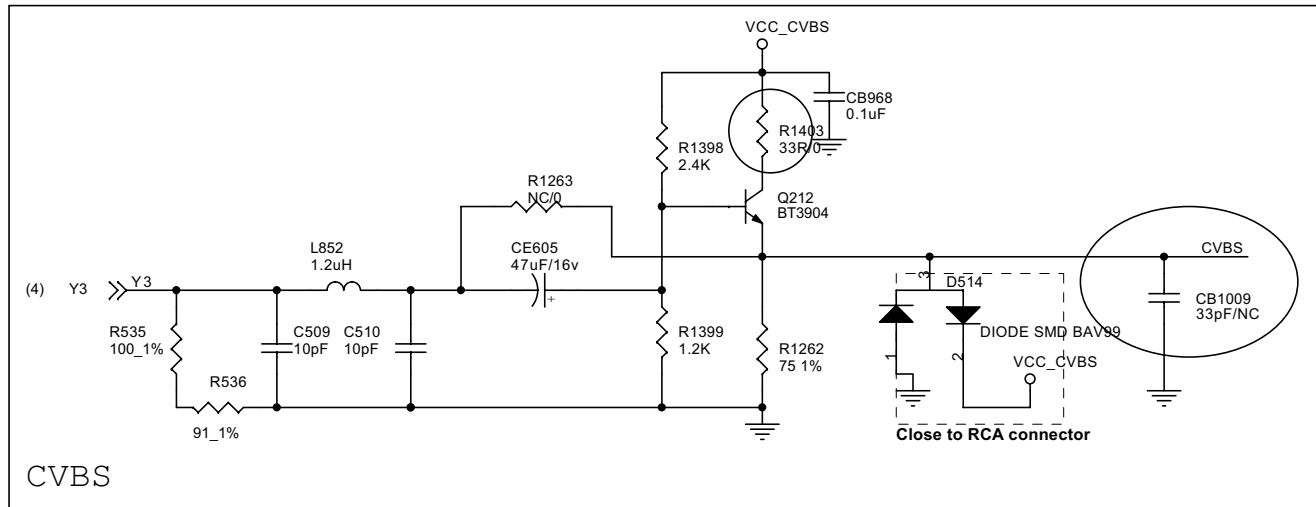 VCC_CVBS
CB968
0.1uF
R1403
33R/0
R1398
2.4K
R1263
NC/0
Q212
BT3904
L852
1.2uH
CE605
47uF/16v
+
CVBS
3
D514
(4) Y3 Y3
CB1009
33pF/NC
R535
100_1%
C509
10pF
C510
10pF
R1399
1.2K
R1262
75 1%
DIODE SMD BAV99
1
2
VCC_CVBS
R536
91_1%
Close to RCA connector
CVBS